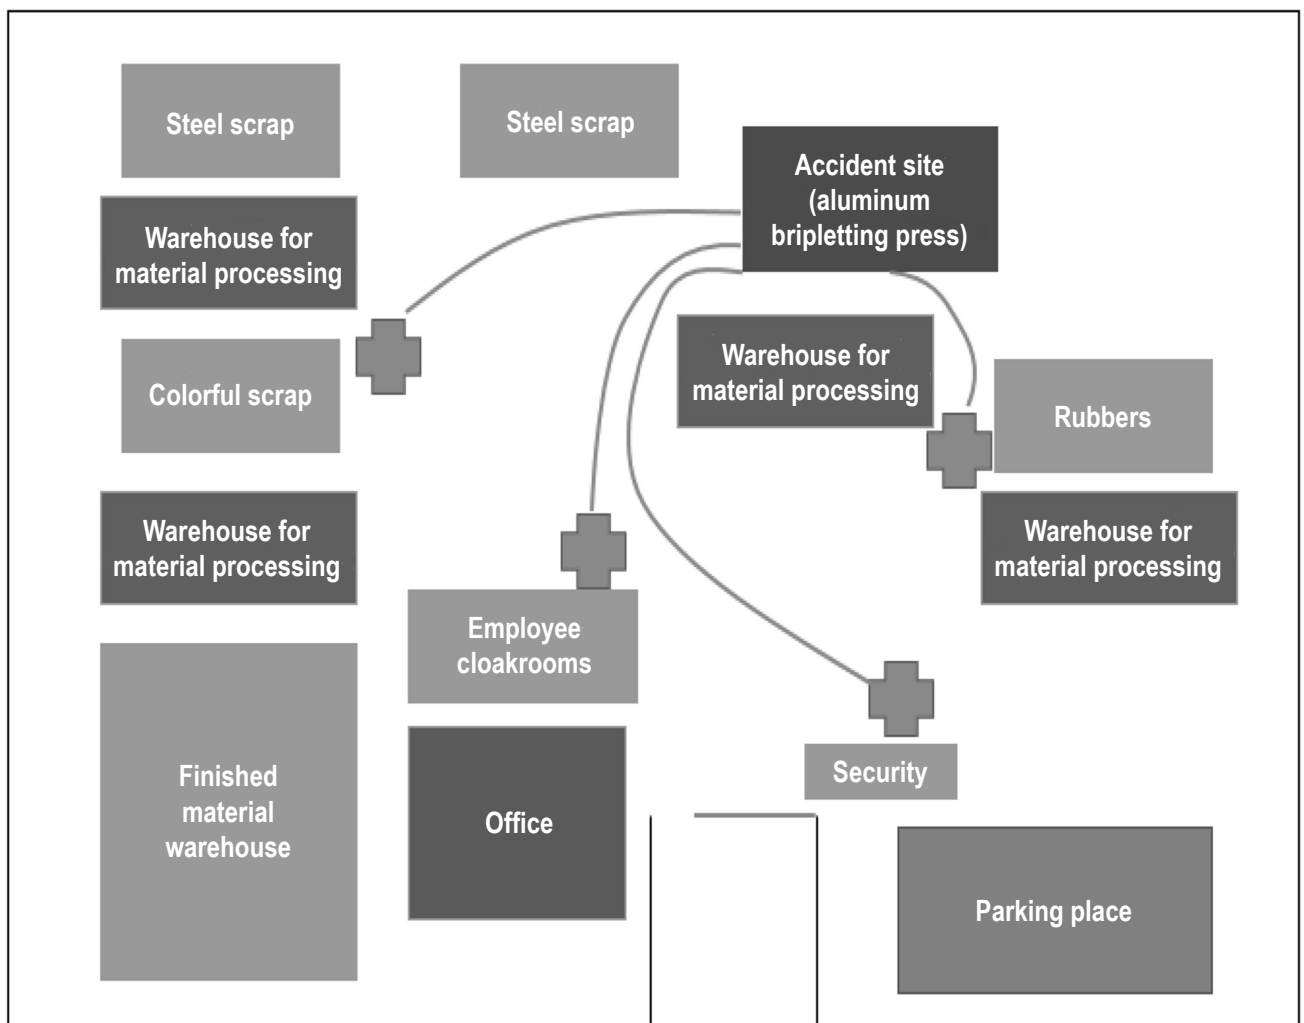 Steel scrap
Steel scrap
Accident site
(aluminum
bripletting press)
Warehouse for
material processing
Warehouse for
material processing
Colorful scrap
Rubbers
Warehouse for
material processing
Warehouse for
material processing
Employee
cloakrooms
Finished
material
warehouse
Office
Security
Parking place